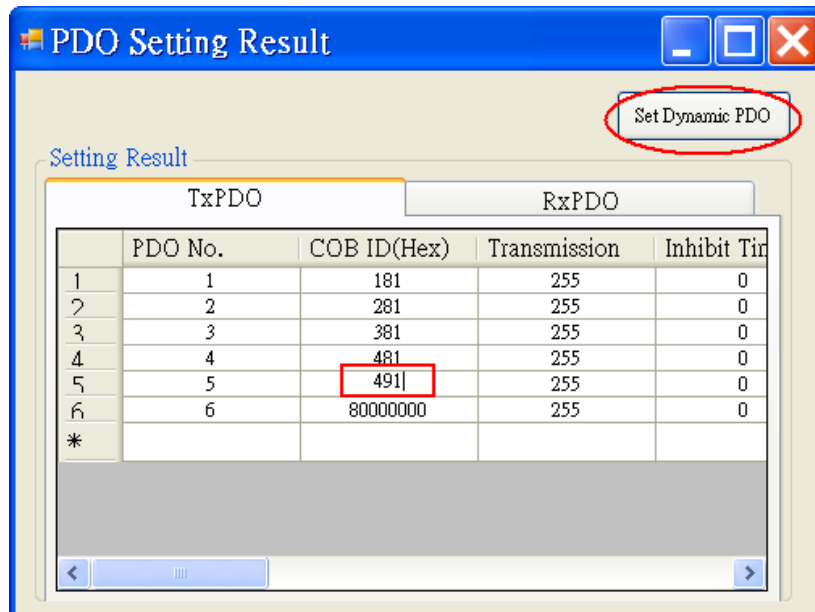 PDO Setting Result
Set Dynamic PDO
Setting Result
TxPDO RxPDO
PDO No. COB ID(Hex) Transmission Inhibit Tim
1 1 181 255 0
2 2 281 255 0
3 3 381 255 0
4 4 481 255 0
5 5 491 255 0
6 6 80000000 255 0
*